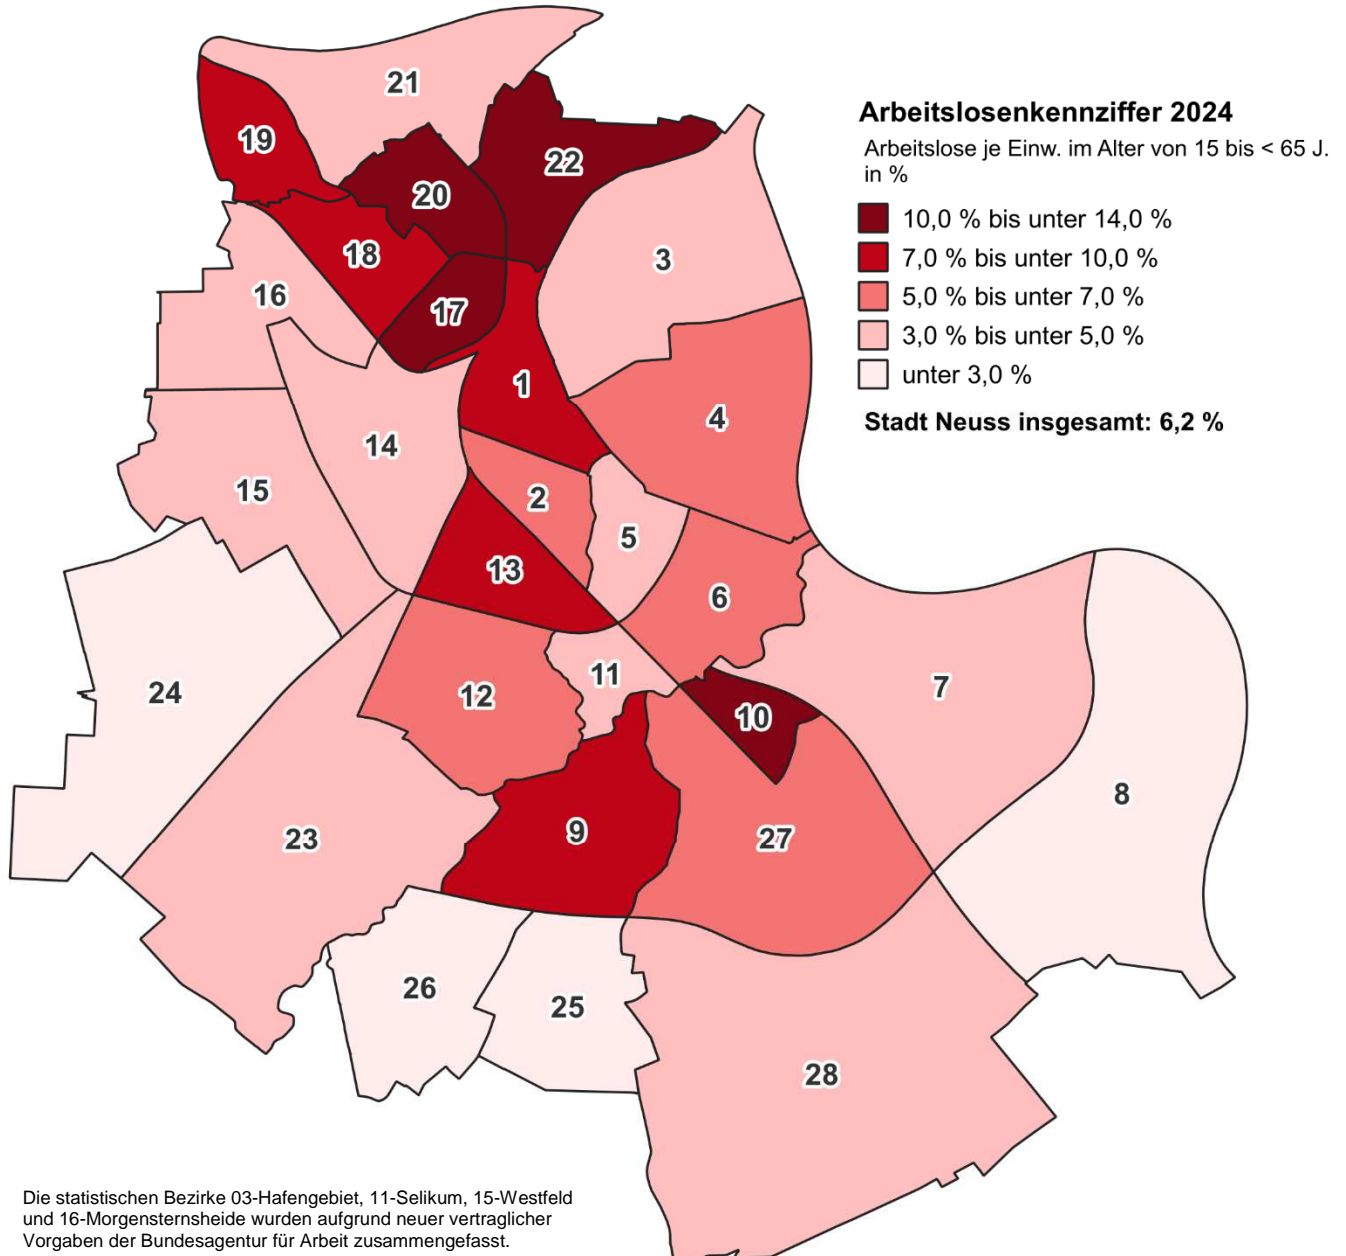 21
19
22
20
18
3
16
17
1
4
14
15
2
5
13
6
11
24
12
7
10
8
9
27
23
26
25
28
Arbeitslosenkennziffer 2024
Arbeitslose je Einw. im Alter von 15 bis < 65 J.
in %
10,0 % bis unter 14,0 %
7,0 % bis unter 10,0 %
5,0 % bis unter 7,0 %
3,0 % bis unter 5,0 %
unter 3,0 %
Stadt Neuss insgesamt: 6,2 %
Die statistischen Bezirke 03-Hafengebiet, 11-Selikum, 15-Westfeld
und 16-Morgensternsheide wurden aufgrund neuer vertraglicher
Vorgaben der Bundesagentur für Arbeit zusammengefasst.